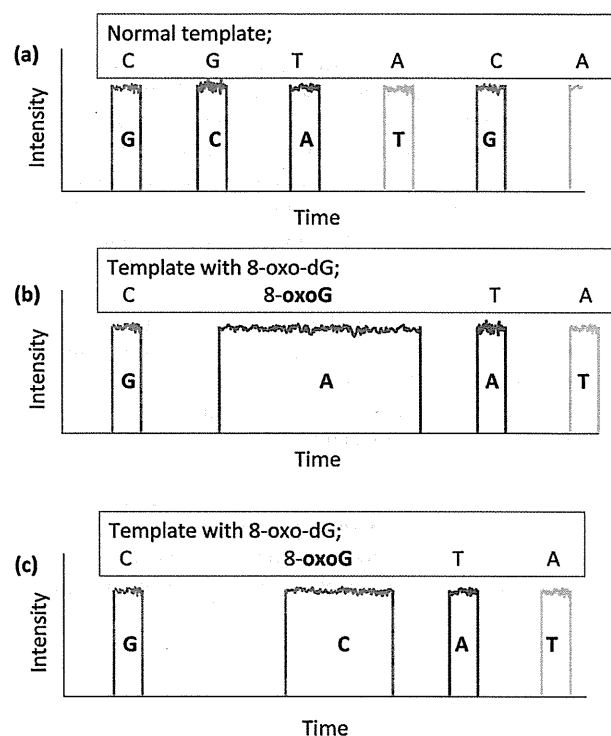 (a)
Normal template;
C G T A C A
Intensity
G C A T G
Time
(b)
Template with 8-oxo-dG;
C 8-oxoG T A
Intensity
G A A T
Time
(c)
Template with 8-oxo-dG;
C 8-oxoG T A
Intensity
G C A T
Time